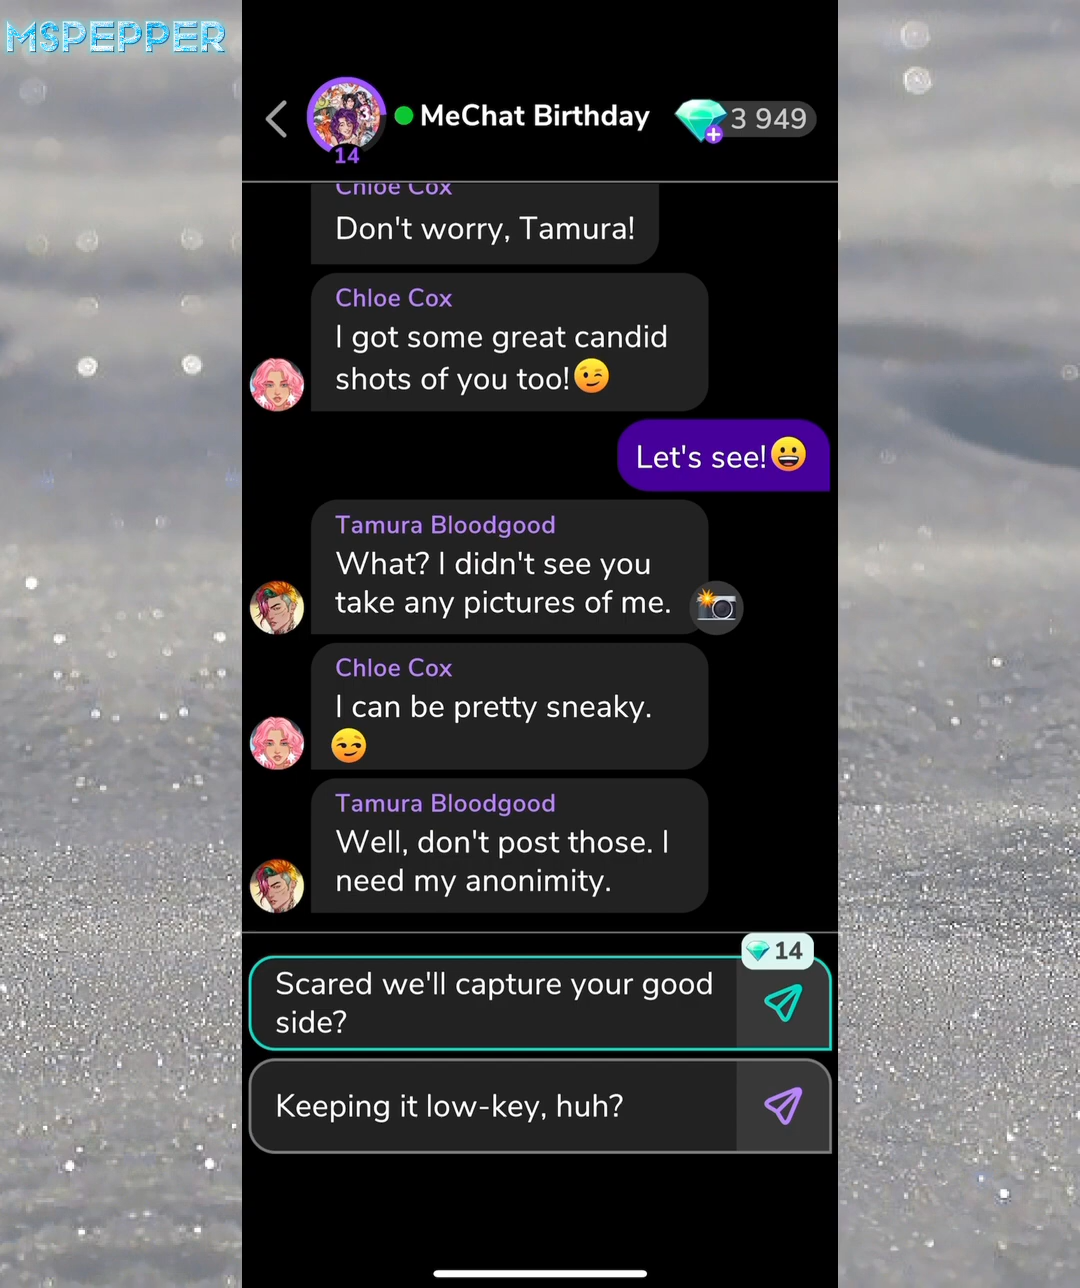 MSPEPPER
MeChat Birthday
3 949
14
Chloe Cox
Don't worry, Tamura!
Chloe Cox
I got some great candid
shots of you too!😉
Let's see!😀
Tamura Bloodgood
What? I didn't see you
take any pictures of me.
Chloe Cox
I can be pretty sneaky.
😏
Tamura Bloodgood
Well, don't post those. I
need my anonimity.
14
Scared we'll capture your good
side?
Keeping it low-key, huh?